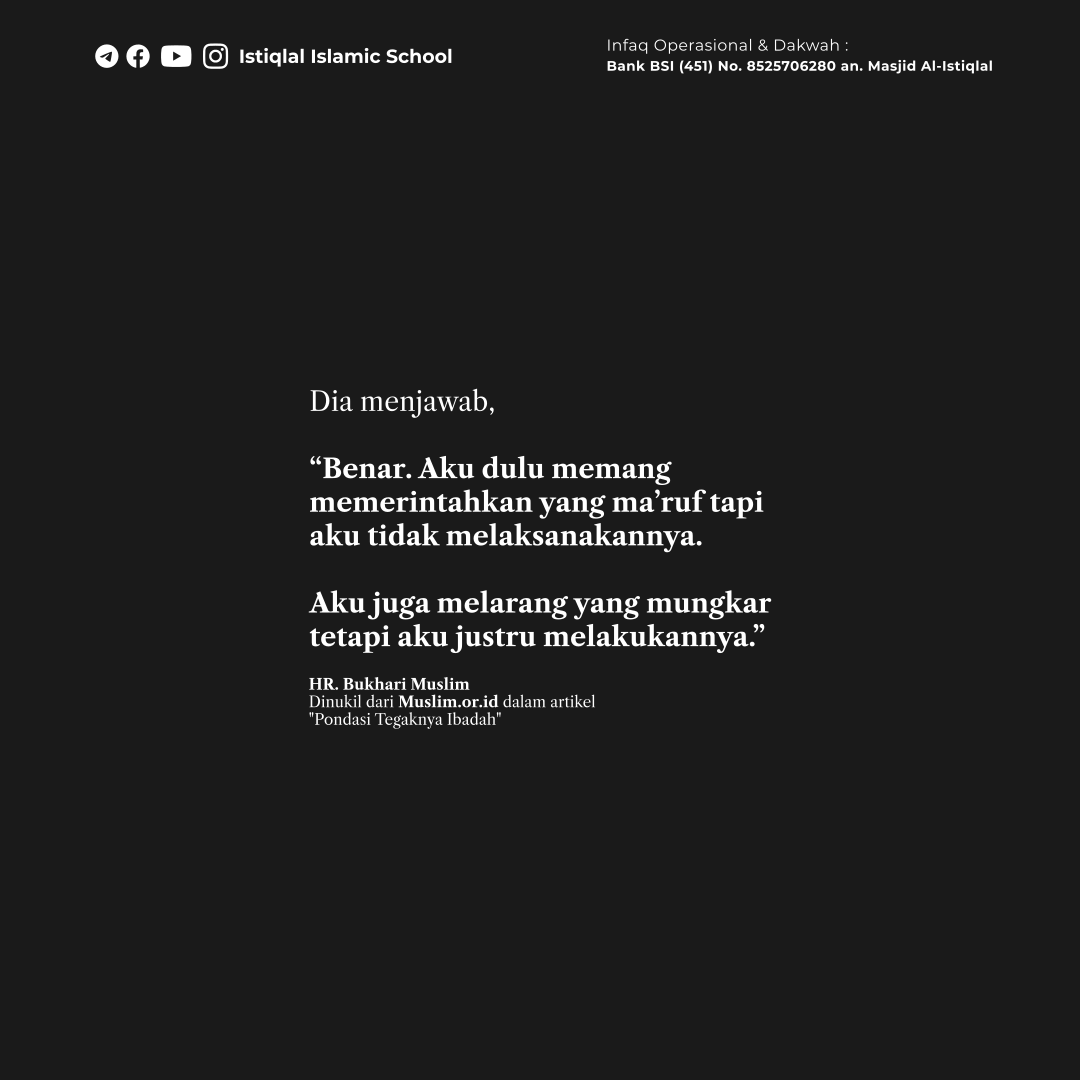 Istiqlal Islamic School
Infaq Operasional & Dakwah :
Bank BSI (451) No. 8525706280 an. Masjid Al-Istiqlal
Dia menjawab,
“Benar. Aku dulu memang
memerintahkan yang ma’ruf tapi
aku tidak melaksanakannya.
Aku juga melarang yang mungkar
tetapi aku justru melakukannya.”
HR. Bukhari Muslim
Dinukil dari Muslim.or.id dalam artikel
"Pondasi Tegaknya Ibadah"